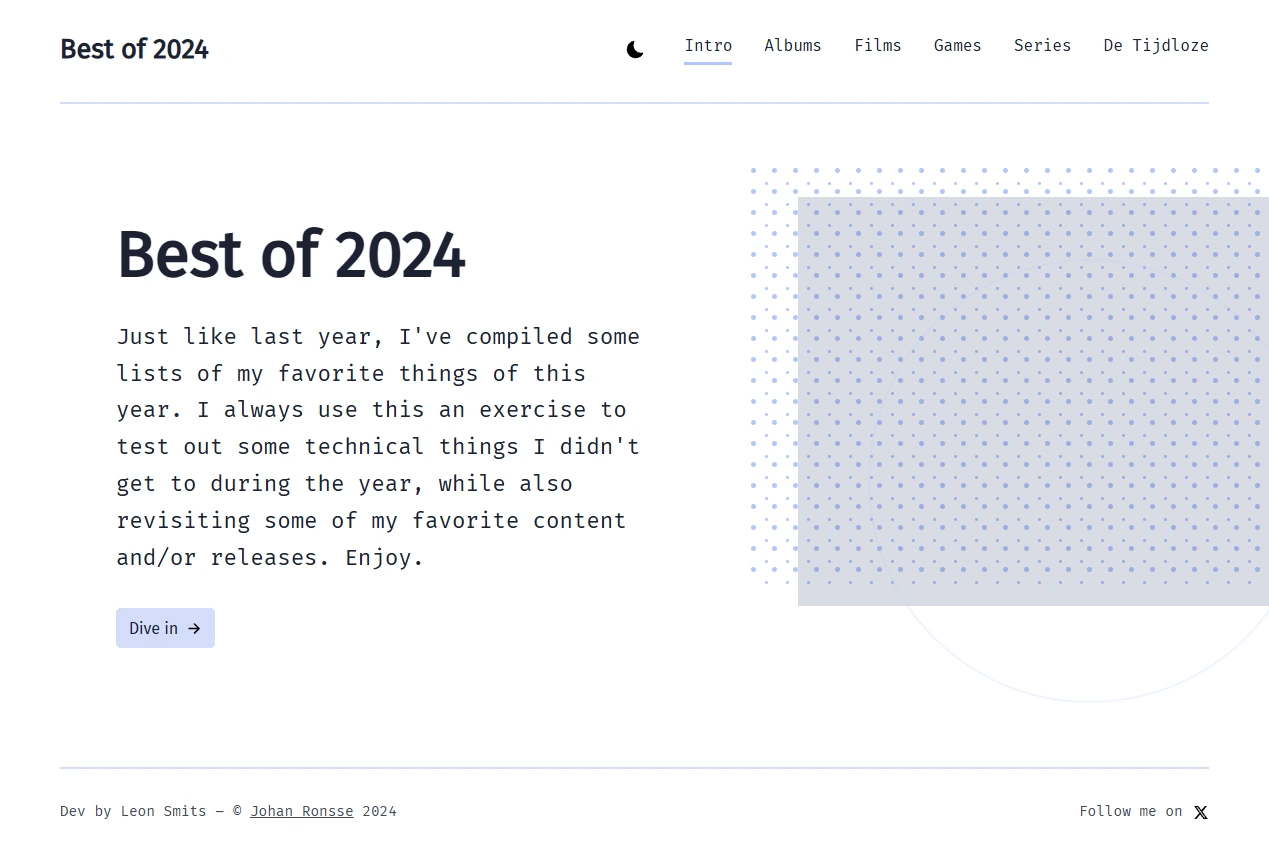 Best of 2024
Intro Albums Films Games Series De Tijdloze
Best of 2024
Just like last year, I've compiled some
lists of my favorite things of this
year. I always use this an exercise to
test out some technical things I didn't
get to during the year, while also
revisiting some of my favorite content
and/or releases. Enjoy.
Dive in →
Dev by Leon Smits — © Johan Ronsse 2024
Follow me on X